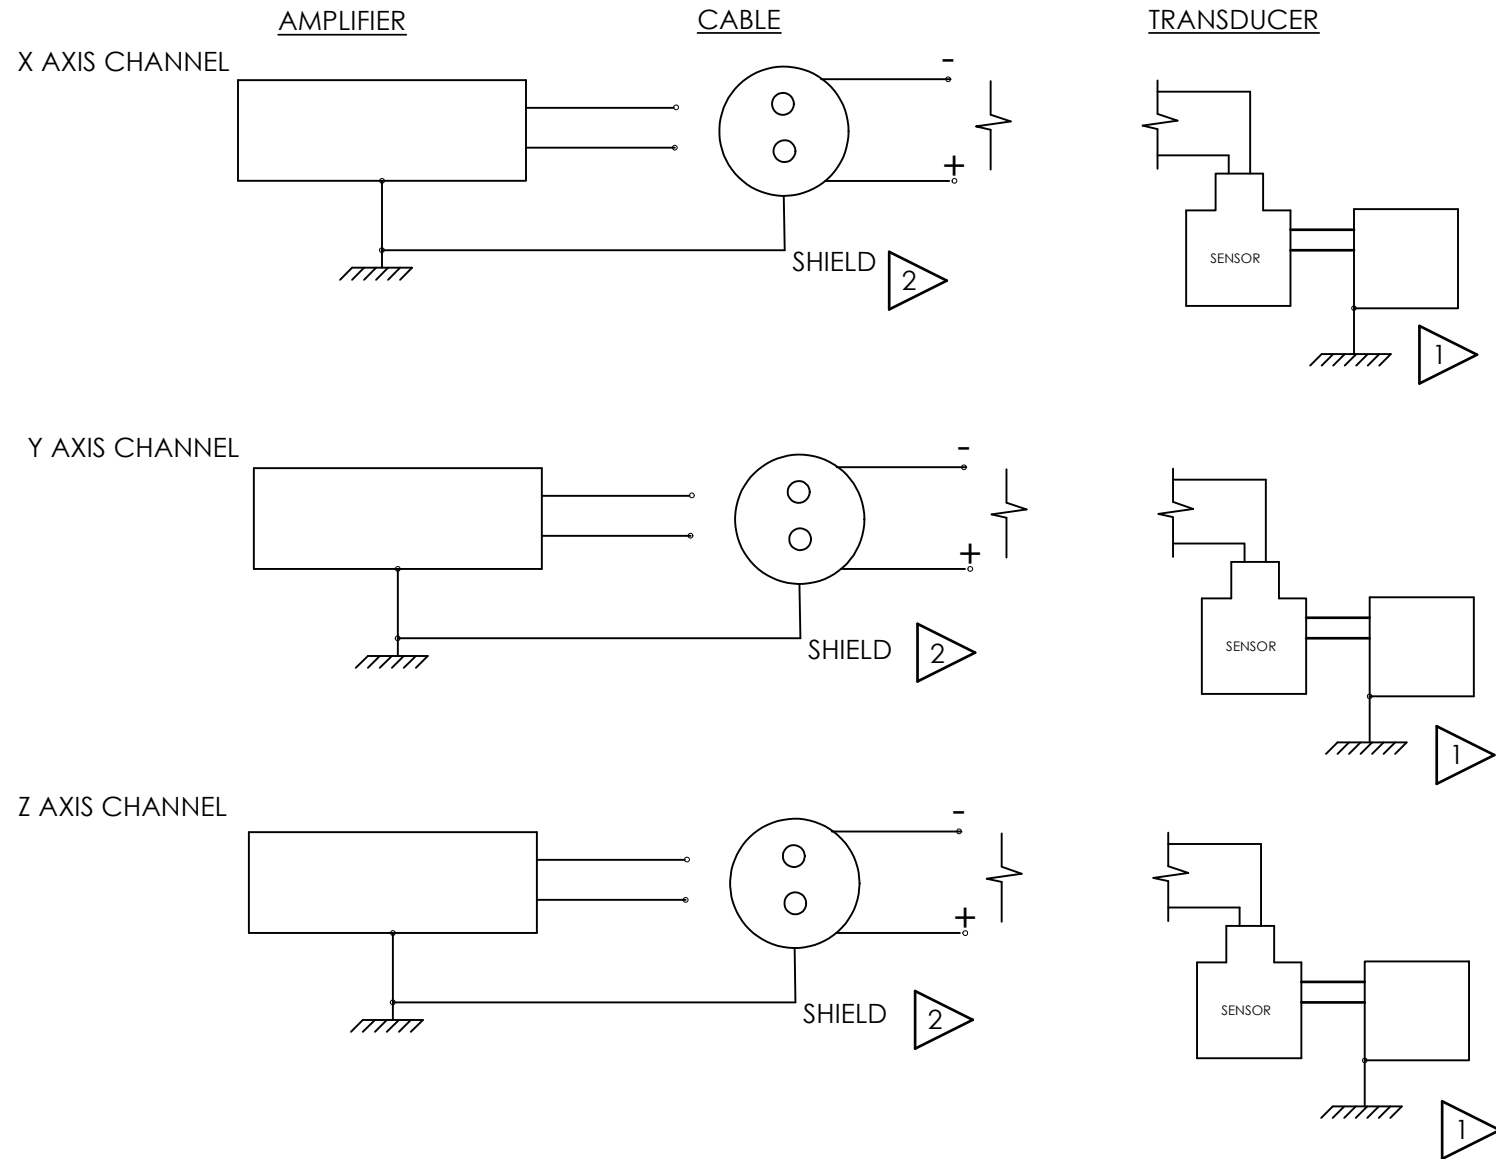 AMPLIFIER
CABLE
TRANSDUCER
X AXIS CHANNEL
-
+
SENSOR
SHIELD
2
1
Y AXIS CHANNEL
-
+
SENSOR
SHIELD
2
1
Z AXIS CHANNEL
-
+
SENSOR
SHIELD
2
1